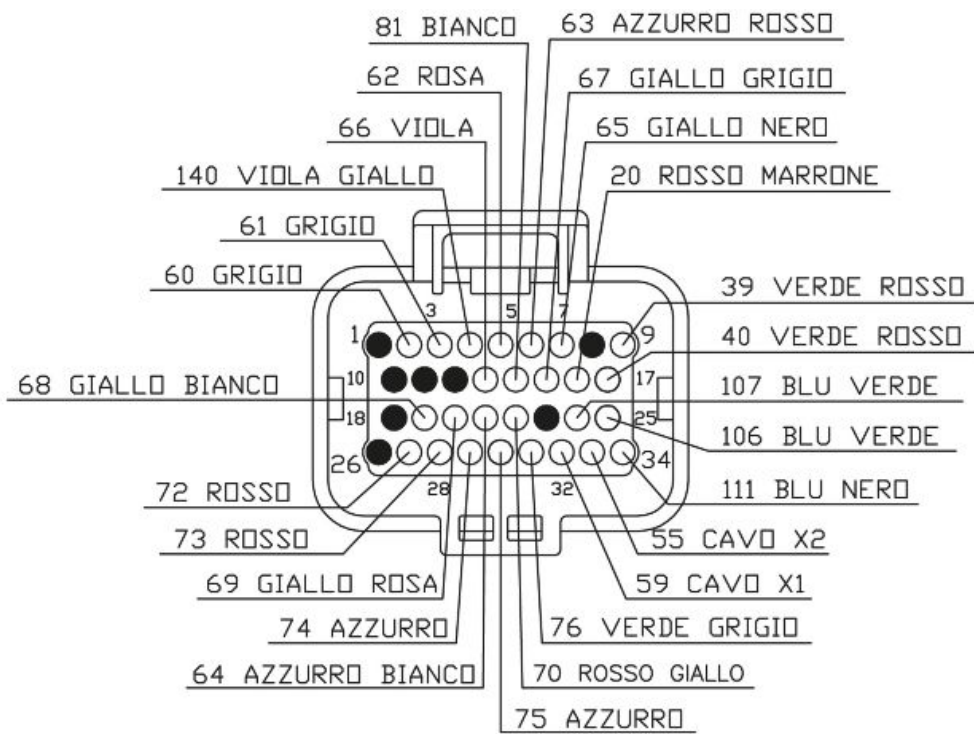 81 BIANCO
63 AZZURRO ROSSO
62 ROSA
67 GIALLO GRIGIO
66 VIOLA
65 GIALLO NERO
140 VIOLA GIALLO
20 ROSSO MARRONE
61 GRIGIO
60 GRIGIO
39 VERDE ROSSO
3
5
7
1
9
40 VERDE ROSSO
10
17
68 GIALLO BIANCO
107 BLU VERDE
18
25
106 BLU VERDE
26
34
72 ROSSO
28
32
111 BLU NERO
73 ROSSO
55 CAVO X2
69 GIALLO ROSA
59 CAVO X1
74 AZZURRO
76 VERDE GRIGIO
64 AZZURRO BIANCO
70 ROSSO GIALLO
75 AZZURRO